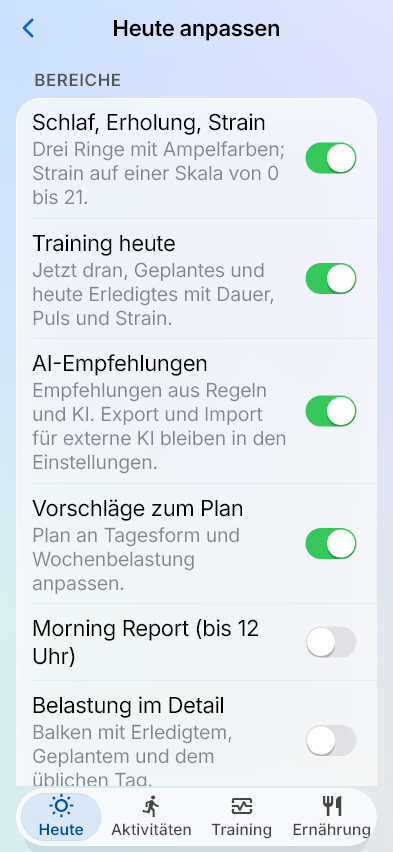 Heute anpassen
BEREICHE
Schlaf, Erholung, Strain
Drei Ringe mit Ampelfarben;
Strain auf einer Skala von 0
bis 21.
Training heute
Jetzt dran, Geplantes und
heute Erledigtes mit Dauer,
Puls und Strain.
AI-Empfehlungen
Empfehlungen aus Regeln
und KI. Export und Import
für externe KI bleiben in den
Einstellungen.
Vorschläge zum Plan
Plan an Tagesform und
Wochenbelastung
anpassen.
Morning Report (bis 12
Uhr)
Belastung im Detail
Balken mit Erledigtem,
Geplantem und dem
üblichen Tag.
Heute
Aktivitäten
Training
Ernährung